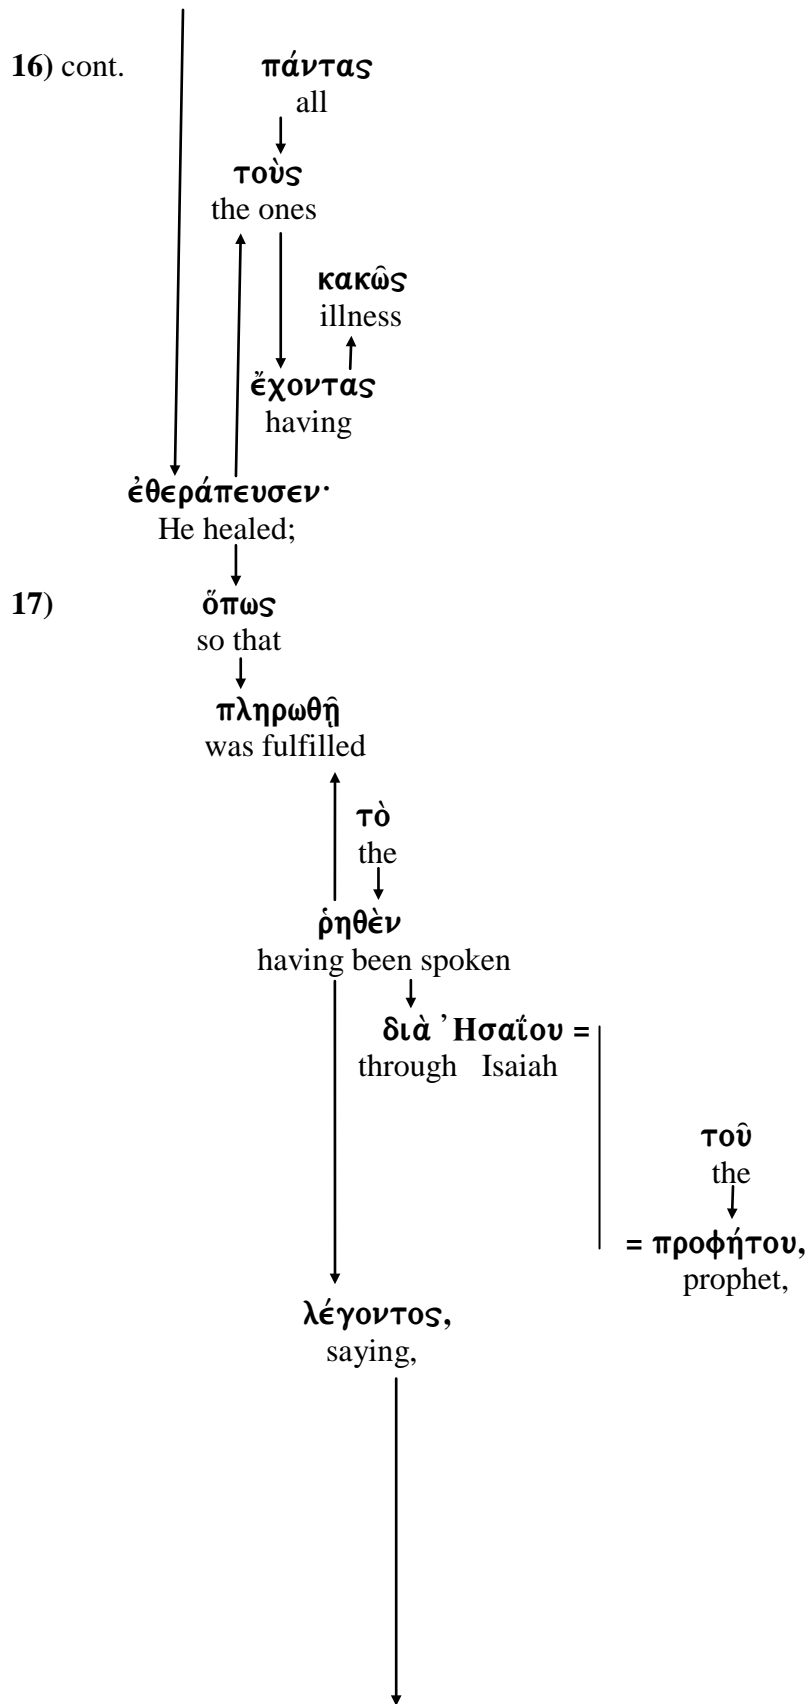 16) cont. πάντας
all
τοὺς
the ones
κακῶς
illness
ἔχοντας
having
ἐθεράπευσεν·
He healed;
17) ὅπως
so that
πληρωθῇ
was fulfilled
τὸ
the
ῥηθὲν
having been spoken
διὰ Ἠσαΐου =
through Isaiah
τοῦ
the
= προφήτου,
prophet,
λέγοντος,
saying,